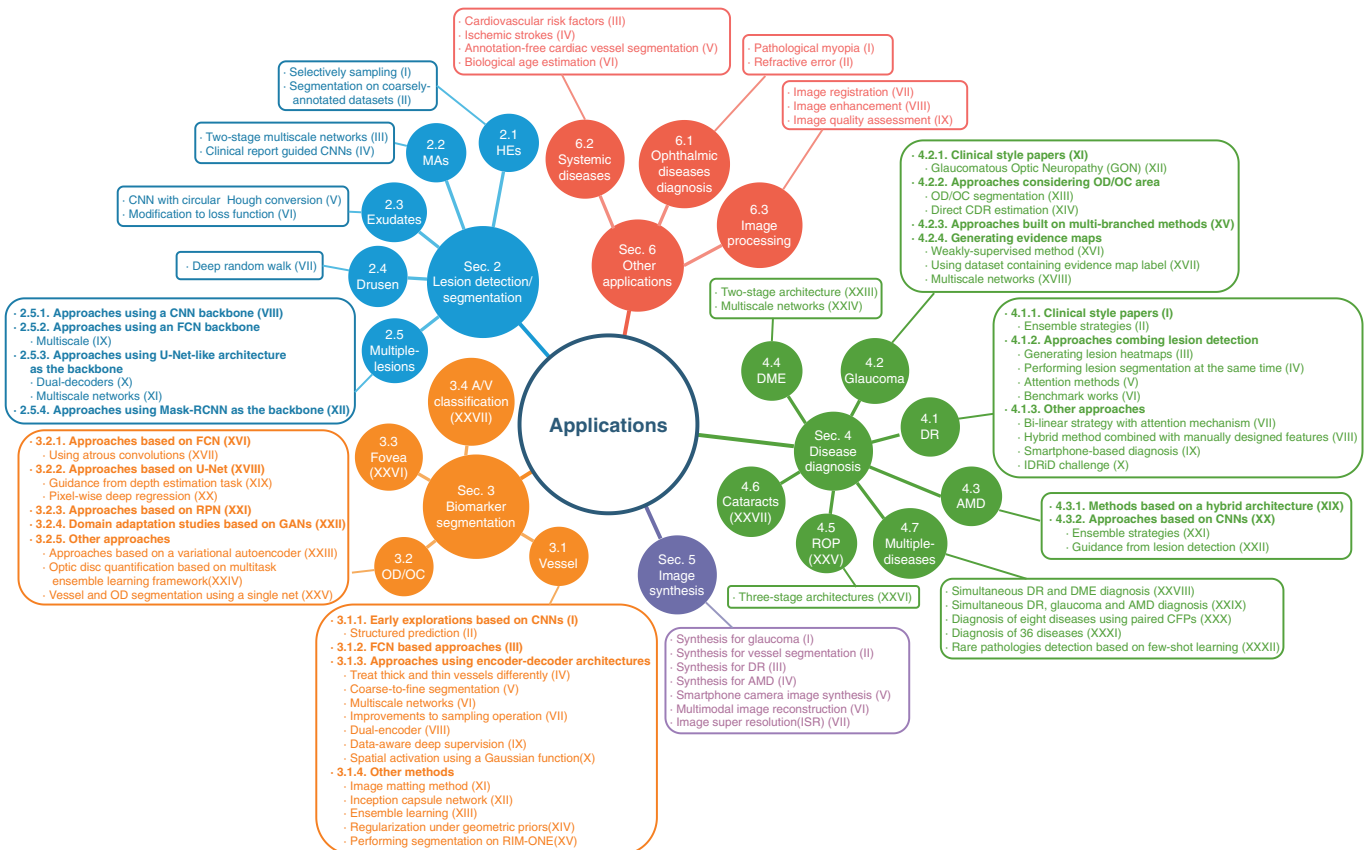 Applications
Sec. 2
Lesion detection/
segmentation
2.1
HEs
· Selectively sampling (I)
· Segmentation on coarsely-
annotated datasets (II)
2.2
MAs
· Two-stage multiscale networks (III)
· Clinical report guided CNNs (IV)
2.3
Exudates
· CNN with circular Hough conversion (V)
· Modification to loss function (VI)
2.4
Drusen
· Deep random walk (VII)
2.5
Multiple-
lesions
· 2.5.1. Approaches using a CNN backbone (VIII)
· 2.5.2. Approaches using an FCN backbone
· Multiscale (IX)
· 2.5.3. Approaches using U-Net-like architecture
as the backbone
· Dual-decoders (X)
· Multiscale networks (XI)
· 2.5.4. Approaches using Mask-RCNN as the backbone (XII)
Sec. 3
Biomarker
segmentation
3.4 A/V
classification
(XXVII)
3.3
Fovea
(XXVI)
3.2
OD/OC
· 3.2.1. Approaches based on FCN (XVI)
· Using atrous convolutions (XVII)
· 3.2.2. Approaches based on U-Net (XVIII)
· Guidance from depth estimation task (XIX)
· Pixel-wise deep regression (XX)
· 3.2.3. Approaches based on RPN (XXI)
· 3.2.4. Domain adaptation studies based on GANs (XXII)
· 3.2.5. Other approaches
· Approaches based on a variational autoencoder (XXIII)
· Optic disc quantification based on multitask
ensemble learning framework(XXIV)
· Vessel and OD segmentation using a single net (XXV)
3.1
Vessel
· 3.1.1. Early explorations based on CNNs (I)
· Structured prediction (II)
· 3.1.2. FCN based approaches (III)
· 3.1.3. Approaches using encoder-decoder architectures
· Treat thick and thin vessels differently (IV)
· Coarse-to-fine segmentation (V)
· Multiscale networks (VI)
· Improvements to sampling operation (VII)
· Dual-encoder (VIII)
· Data-aware deep supervision (IX)
· Spatial activation using a Gaussian function(X)
· 3.1.4. Other methods
· Image matting method (XI)
· Inception capsule network (XII)
· Ensemble learning (XIII)
· Regularization under geometric priors(XIV)
· Performing segmentation on RIM-ONE(XV)
Sec. 6
Other
applications
6.2
Systemic
diseases
· Cardiovascular risk factors (III)
· Ischemic strokes (IV)
· Annotation-free cardiac vessel segmentation (V)
· Biological age estimation (VI)
6.1
Ophthalmic
diseases
diagnosis
· Pathological myopia (I)
· Refractive error (II)
6.3
Image
processing
· Image registration (VII)
· Image enhancement (VIII)
· Image quality assessment (IX)
Sec. 4
Disease
diagnosis
4.4
DME
· Two-stage architecture (XXIII)
· Multiscale networks (XXIV)
4.2
Glaucoma
· 4.2.1. Clinical style papers (XI)
· Glaucomatous Optic Neuropathy (GON) (XII)
· 4.2.2. Approaches considering OD/OC area
· OD/OC segmentation (XIII)
· Direct CDR estimation (XIV)
· 4.2.3. Approaches built on multi-branched methods (XV)
· 4.2.4. Generating evidence maps
· Weakly-supervised method (XVI)
· Using dataset containing evidence map label (XVII)
· Multiscale networks (XVIII)
4.1
DR
· 4.1.1. Clinical style papers (I)
· Ensemble strategies (II)
· 4.1.2. Approaches combing lesion detection
· Generating lesion heatmaps (III)
· Performing lesion segmentation at the same time (IV)
· Attention methods (V)
· Benchmark works (VI)
· 4.1.3. Other approaches
· Bi-linear strategy with attention mechanism (VII)
· Hybrid method combined with manually designed features (VIII)
· Smartphone-based diagnosis (IX)
· IDRiD challenge (X)
4.3
AMD
· 4.3.1. Methods based on a hybrid architecture (XIX)
· 4.3.2. Approaches based on CNNs (XX)
· Ensemble strategies (XXI)
· Guidance from lesion detection (XXII)
4.6
Cataracts
(XXVII)
4.5
ROP
(XXV)
· Three-stage architectures (XXVI)
4.7
Multiple-
diseases
· Simultaneous DR and DME diagnosis (XXVIII)
· Simultaneous DR, glaucoma and AMD diagnosis (XXIX)
· Diagnosis of eight diseases using paired CFPs (XXX)
· Diagnosis of 36 diseases (XXXI)
· Rare pathologies detection based on few-shot learning (XXXII)
Sec. 5
Image
synthesis
· Synthesis for glaucoma (I)
· Synthesis for vessel segmentation (II)
· Synthesis for DR (III)
· Synthesis for AMD (IV)
· Smartphone camera image synthesis (V)
· Multimodal image reconstruction (VI)
· Image super resolution(ISR) (VII)